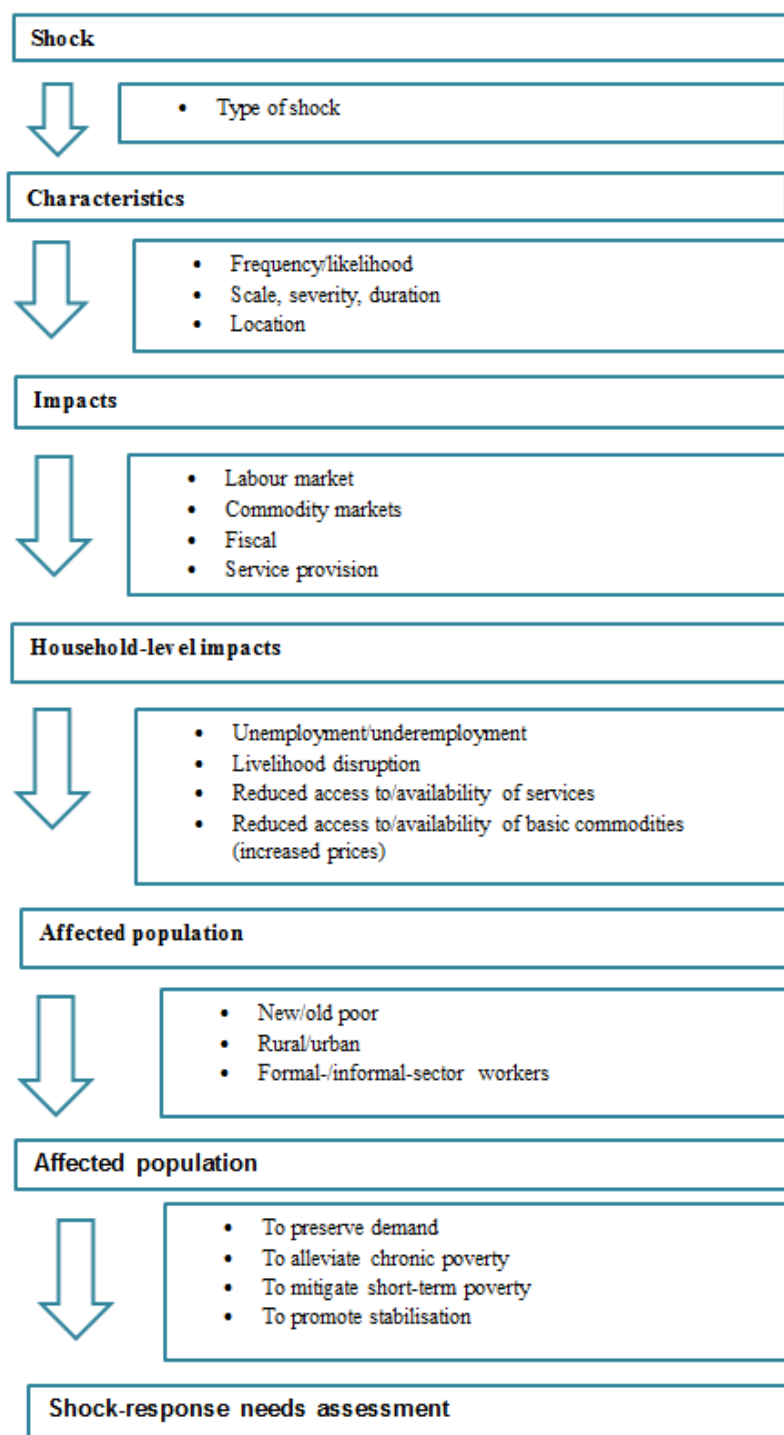 Shock
• Type of shock
Characteristics
• Frequency/likelihood
• Scale, severity, duration
• Location
Impacts
• Labour market
• Commodity markets
• Fiscal
• Service provision
Household-level impacts
• Unemployment/underemployment
• Livelihood disruption
• Reduced access to/availability of services
• Reduced access to/availability of basic commodities
(increased prices)
Affected population
• New/old poor
• Rural/urban
• Formal-/informal-sector workers
Affected population
• To preserve demand
• To alleviate chronic poverty
• To mitigate short-term poverty
• To promote stabilisation
Shock-response needs assessment